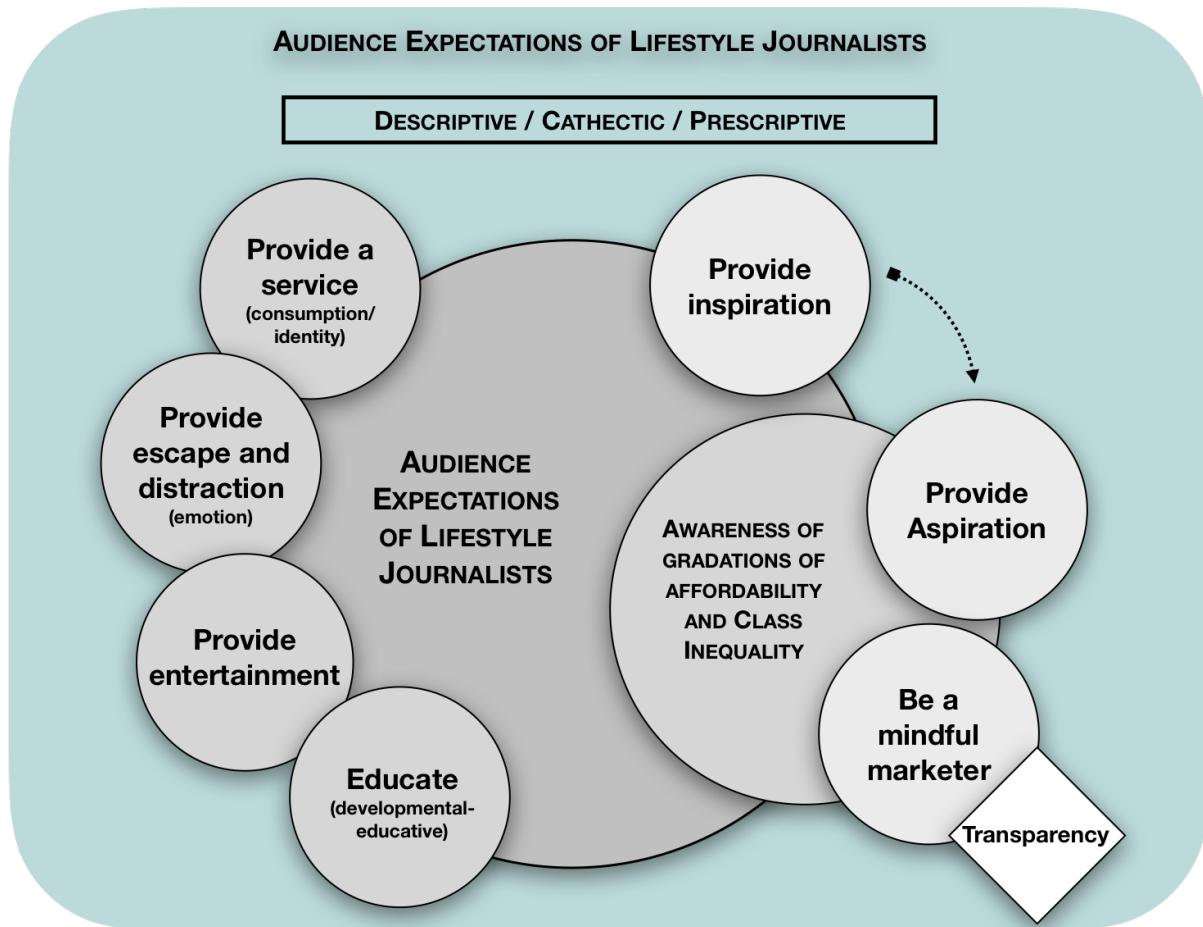 Audience Expectations of Lifestyle Journalists
Descriptive / Cathectic / Prescriptive
Provide a
service
(consumption/
identity)
Provide
escape and
distraction
(emotion)
Provide
entertainment
Educate
(developmental-
educative)
Audience
Expectations
of Lifestyle
Journalists
Provide
inspiration
Awareness of
gradations of
affordability
and Class
Inequality
Provide
Aspiration
Be a
mindful
marketer
Transparency